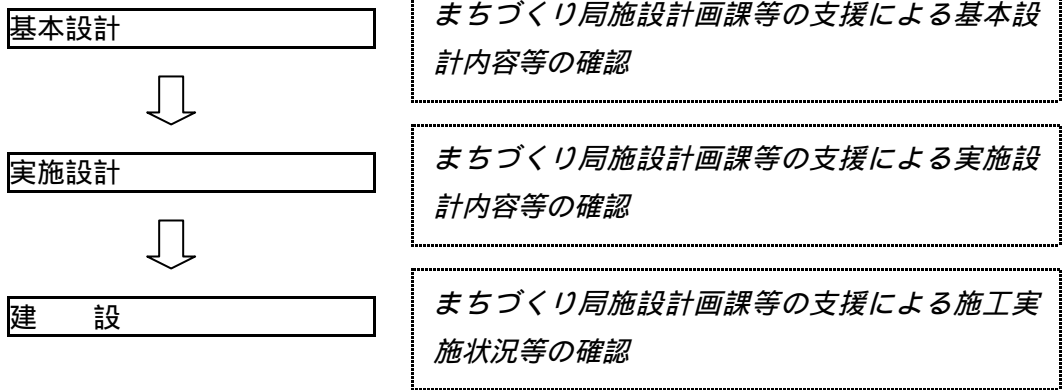 基本設計
まちづくり局施設計画課等の支援による基本設
計内容等の確認
実施設計
まちづくり局施設計画課等の支援による実施設
計内容等の確認
建　　設
まちづくり局施設計画課等の支援による施工実
施状況等の確認